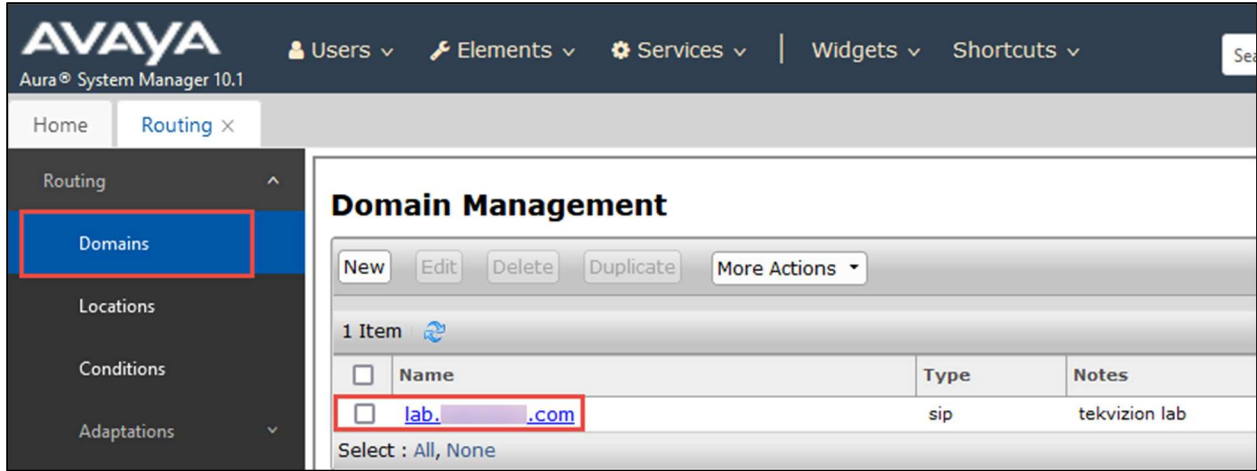 AVAYA
Aura® System Manager 10.1
Users Elements Services | Widgets Shortcuts
Home Routing ×
Routing
Domains
Locations
Conditions
Adaptations
Domain Management
New Edit Delete Duplicate More Actions
1 Item
Name Type Notes
lab. .com sip tekvizion lab
Select : All, None